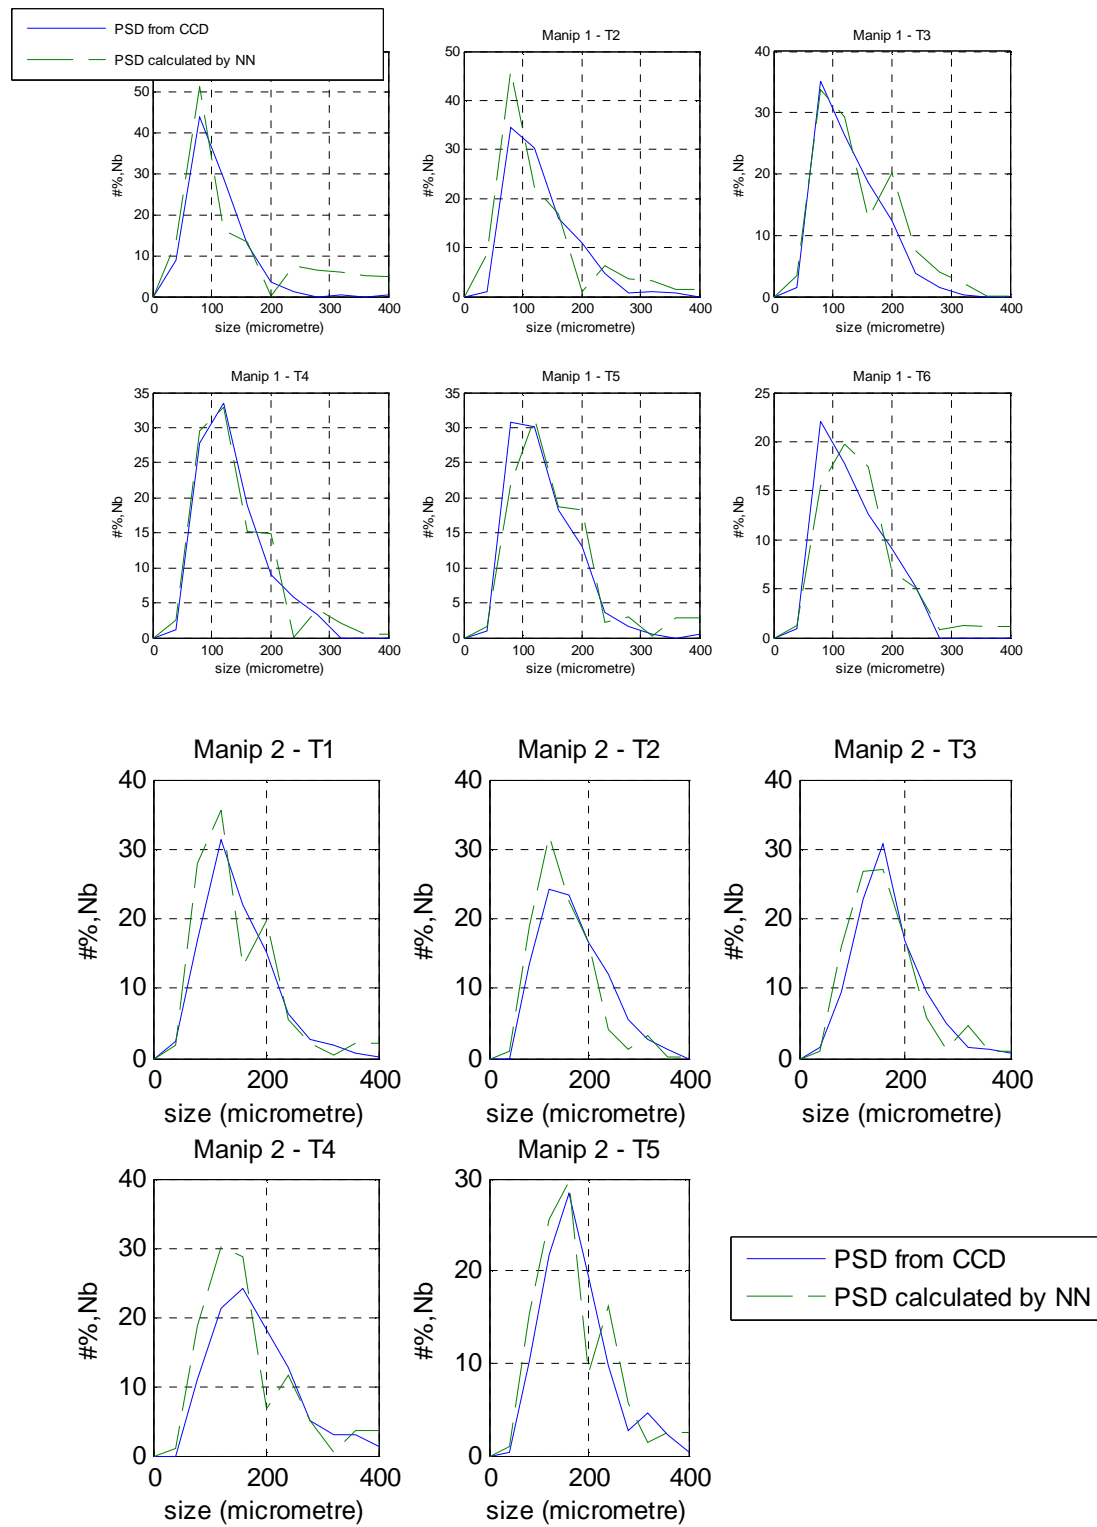 PSD from CCD
PSD calculated by NN
50
40
30
20
10
0
0 100 200 300 400
#%,Nb
size (micrometre)
Manip 1 - T2
50
40
30
20
10
0
0 100 200 300 400
#%,Nb
size (micrometre)
Manip 1 - T3
40
30
20
10
0
0 100 200 300 400
#%,Nb
size (micrometre)
Manip 1 - T4
35
30
25
20
15
10
5
0
0 100 200 300 400
#%,Nb
size (micrometre)
Manip 1 - T5
35
30
25
20
15
10
5
0
0 100 200 300 400
#%,Nb
size (micrometre)
Manip 1 - T6
25
20
15
10
5
0
0 100 200 300 400
#%,Nb
size (micrometre)
Manip 2 - T1
40
30
20
10
0
0 200 400
#%,Nb
size (micrometre)
Manip 2 - T2
40
30
20
10
0
0 200 400
#%,Nb
size (micrometre)
Manip 2 - T3
40
30
20
10
0
0 200 400
#%,Nb
size (micrometre)
Manip 2 - T4
40
30
20
10
0
0 200 400
#%,Nb
size (micrometre)
Manip 2 - T5
30
20
10
0
0 200 400
#%,Nb
size (micrometre)
PSD from CCD
PSD calculated by NN